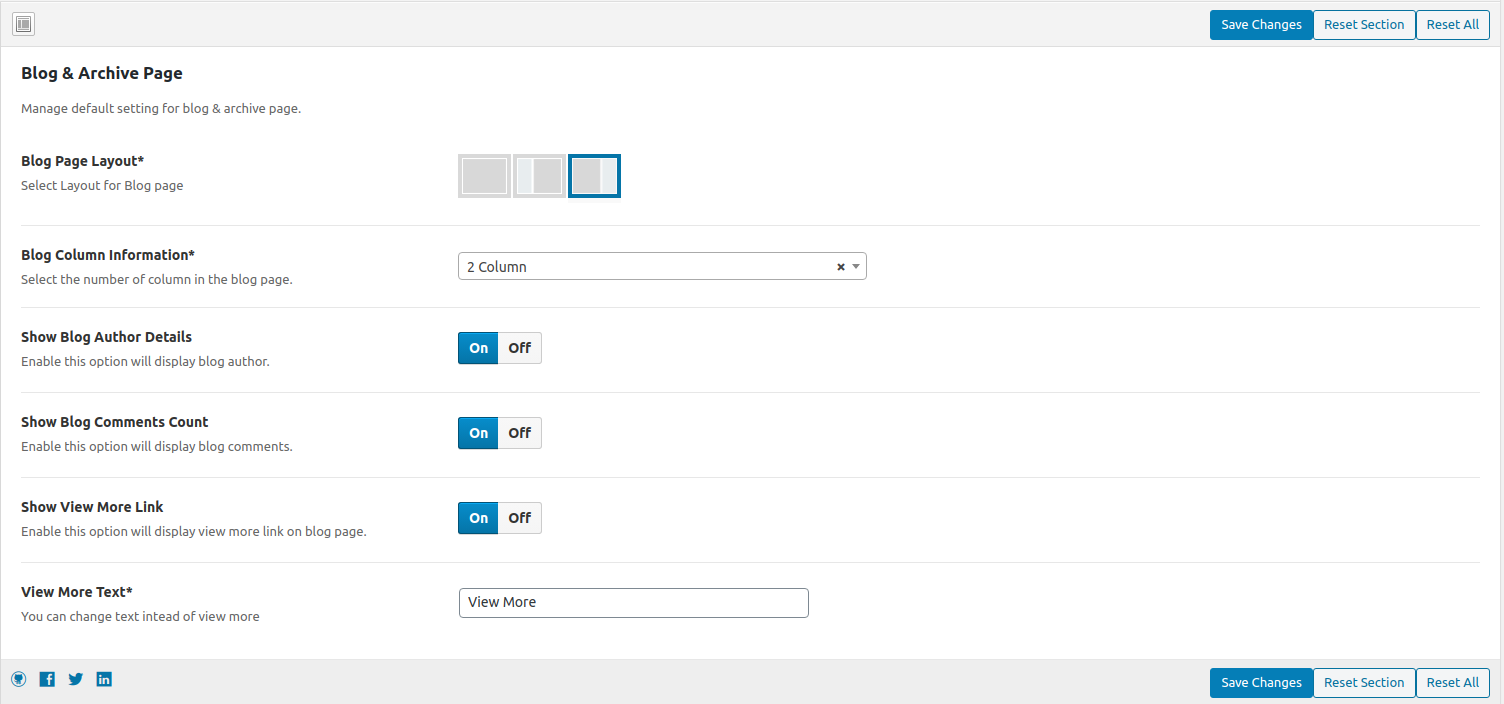 Save Changes Reset Section Reset All
Blog & Archive Page
Manage default setting for blog & archive page.
Blog Page Layout*
Select Layout for Blog page
Blog Column Information*
2 Column
Select the number of column in the blog page.
Show Blog Author Details
On Off
Enable this option will display blog author.
Show Blog Comments Count
On Off
Enable this option will display blog comments.
Show View More Link
On Off
Enable this option will display view more link on blog page.
View More Text*
View More
You can change text intead of view more
Save Changes Reset Section Reset All